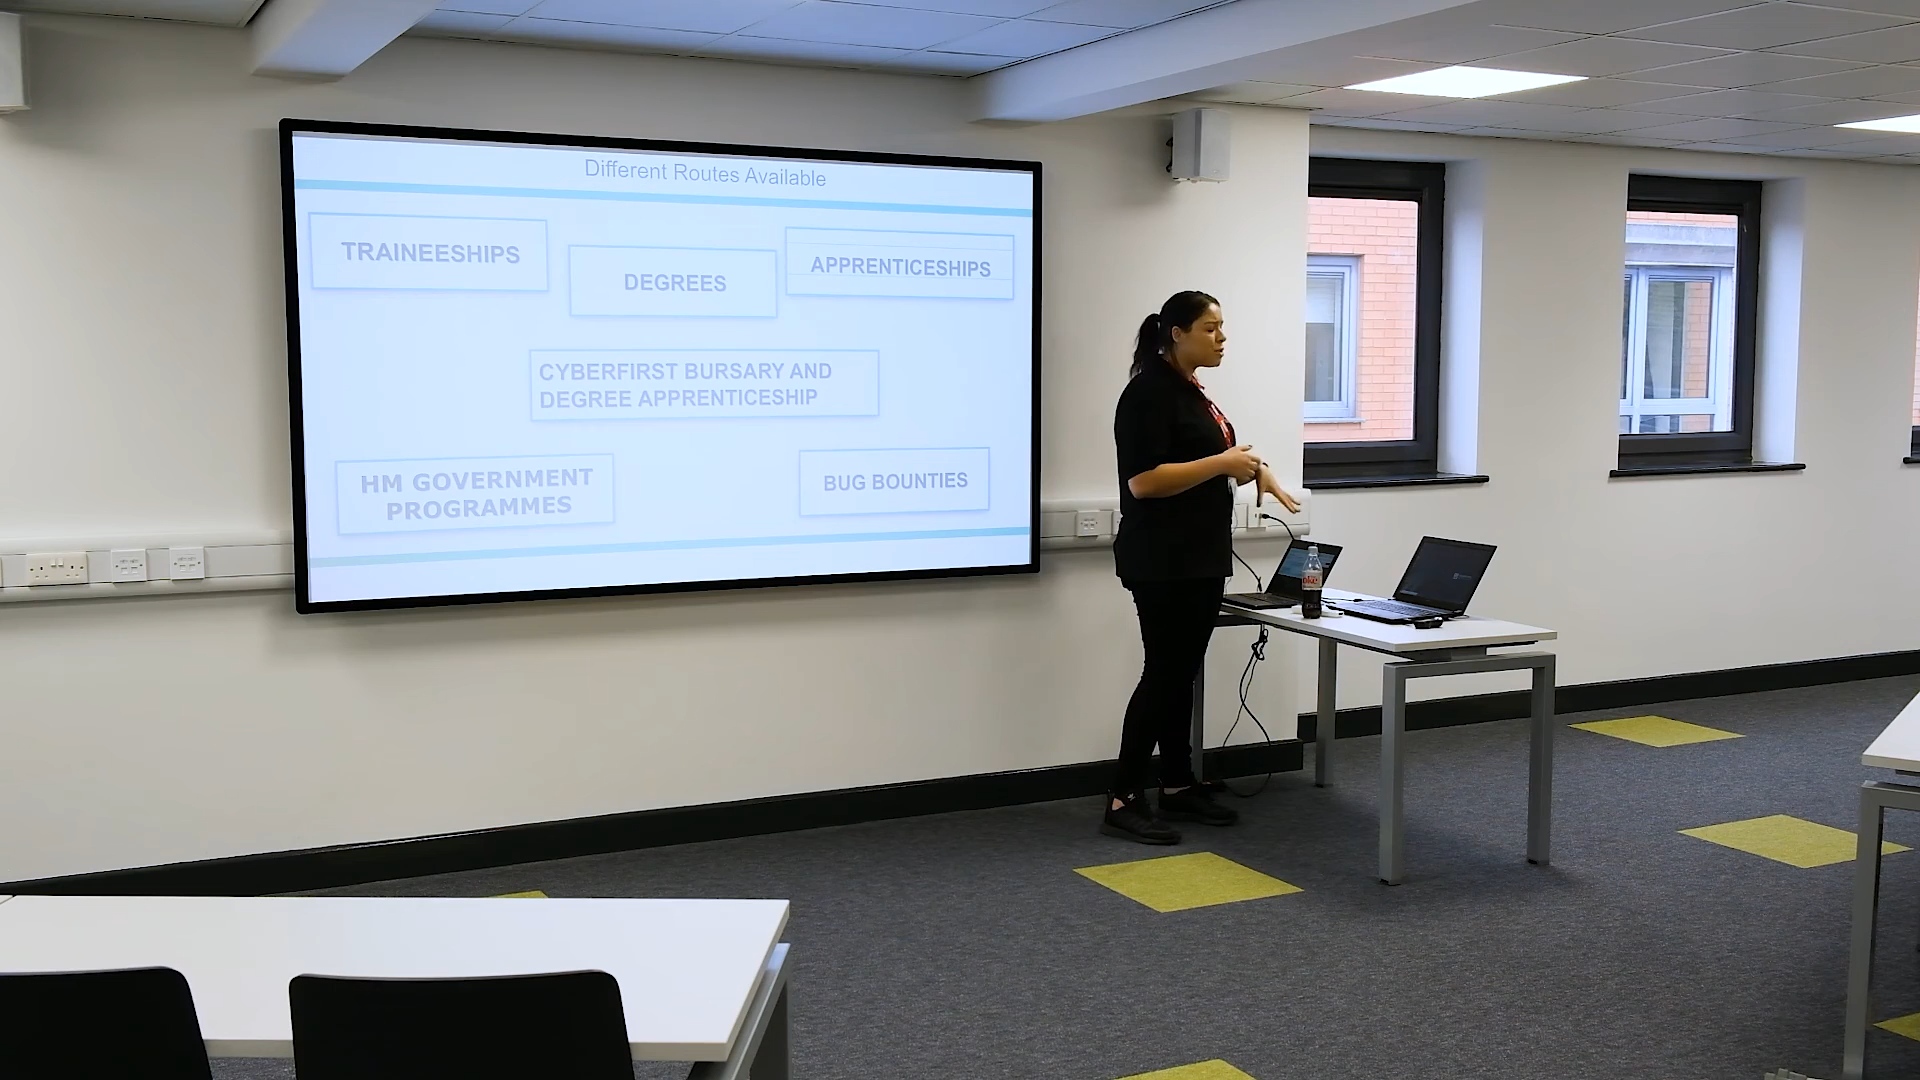 Different Routes Available
TRAINEESHIPS
DEGREES
APPRENTICESHIPS
CYBERFIRST BURSARY AND
DEGREE APPRENTICESHIP
HM GOVERNMENT
PROGRAMMES
BUG BOUNTIES